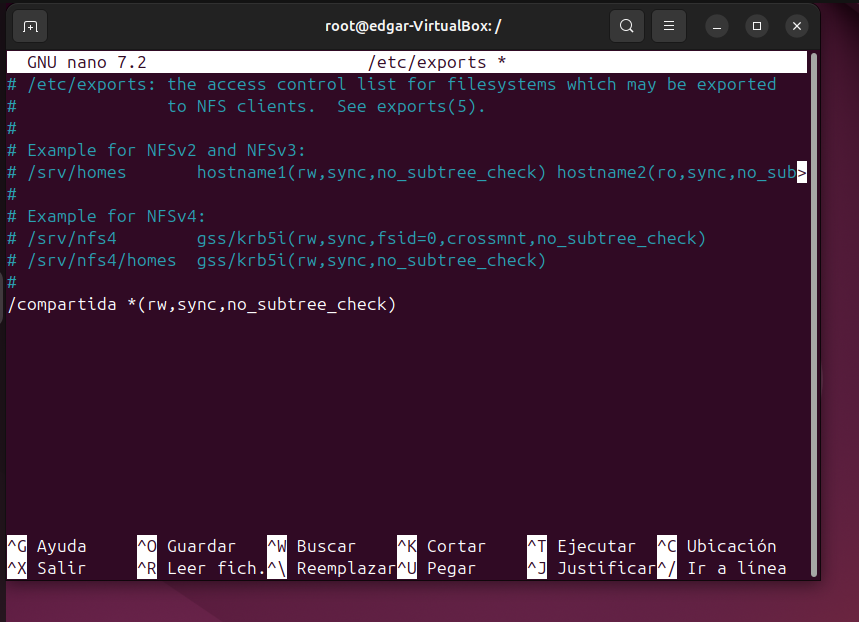 root@edgar-VirtualBox: /
GNU nano 7.2 /etc/exports *
# /etc/exports: the access control list for filesystems which may be exported
# to NFS clients. See exports(5).
#
# Example for NFSv2 and NFSv3:
# /srv/homes hostname1(rw,sync,no_subtree_check) hostname2(ro,sync,no_sub>
#
# Example for NFSv4:
# /srv/nfs4 gss/krb5i(rw,sync,fsid=0,crossmnt,no_subtree_check)
# /srv/nfs4/homes gss/krb5i(rw,sync,no_subtree_check)
#
/compartida *(rw,sync,no_subtree_check)
^G Ayuda ^O Guardar ^W Buscar ^K Cortar ^T Ejecutar ^C Ubicación
^X Salir ^R Leer fich. ^\ Reemplazar ^U Pegar ^J Justificar ^/ Ir a línea